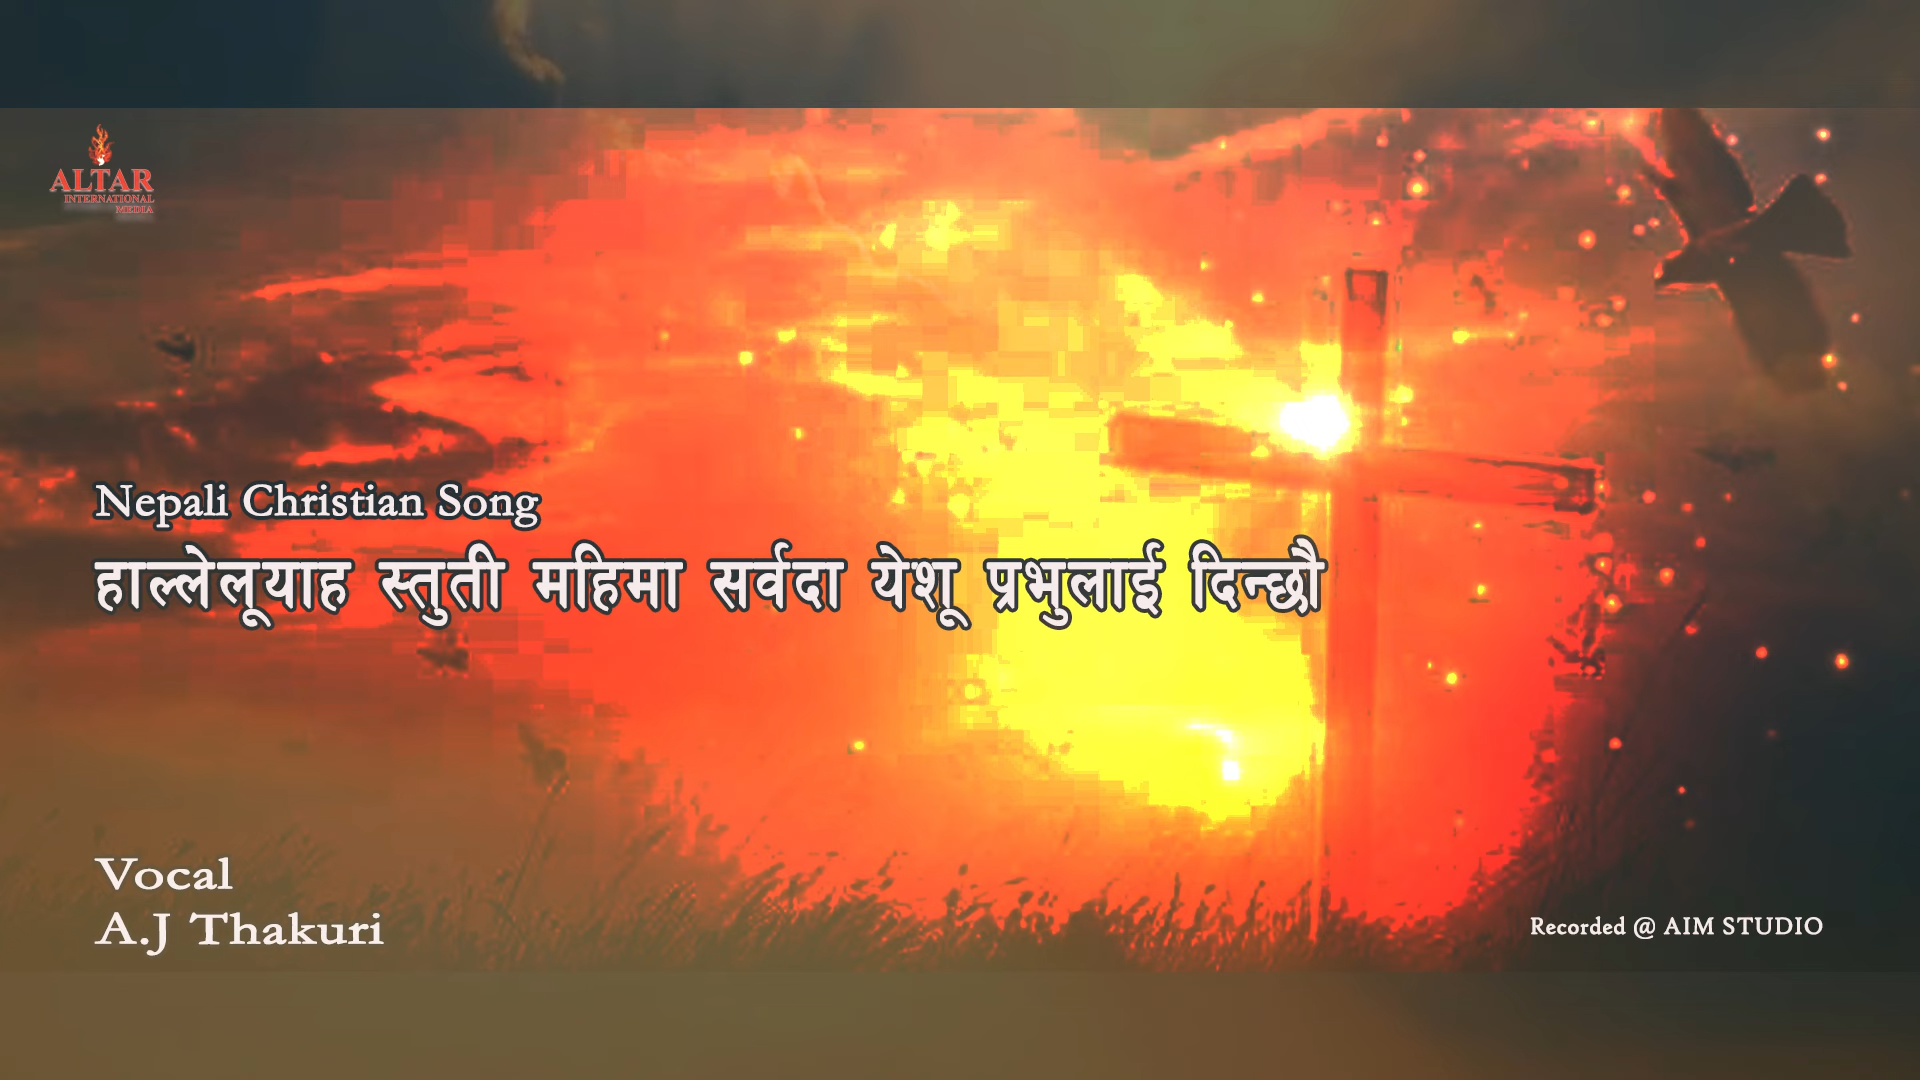 ALTAR
INTERNATIONAL
MEDIA
Nepali Christian Song
हाल्लेलूयाह स्तुती महिमा सर्वदा येशू प्रभुलाई दिन्छौ
Vocal
A.J Thakuri
Recorded @ AIM STUDIO